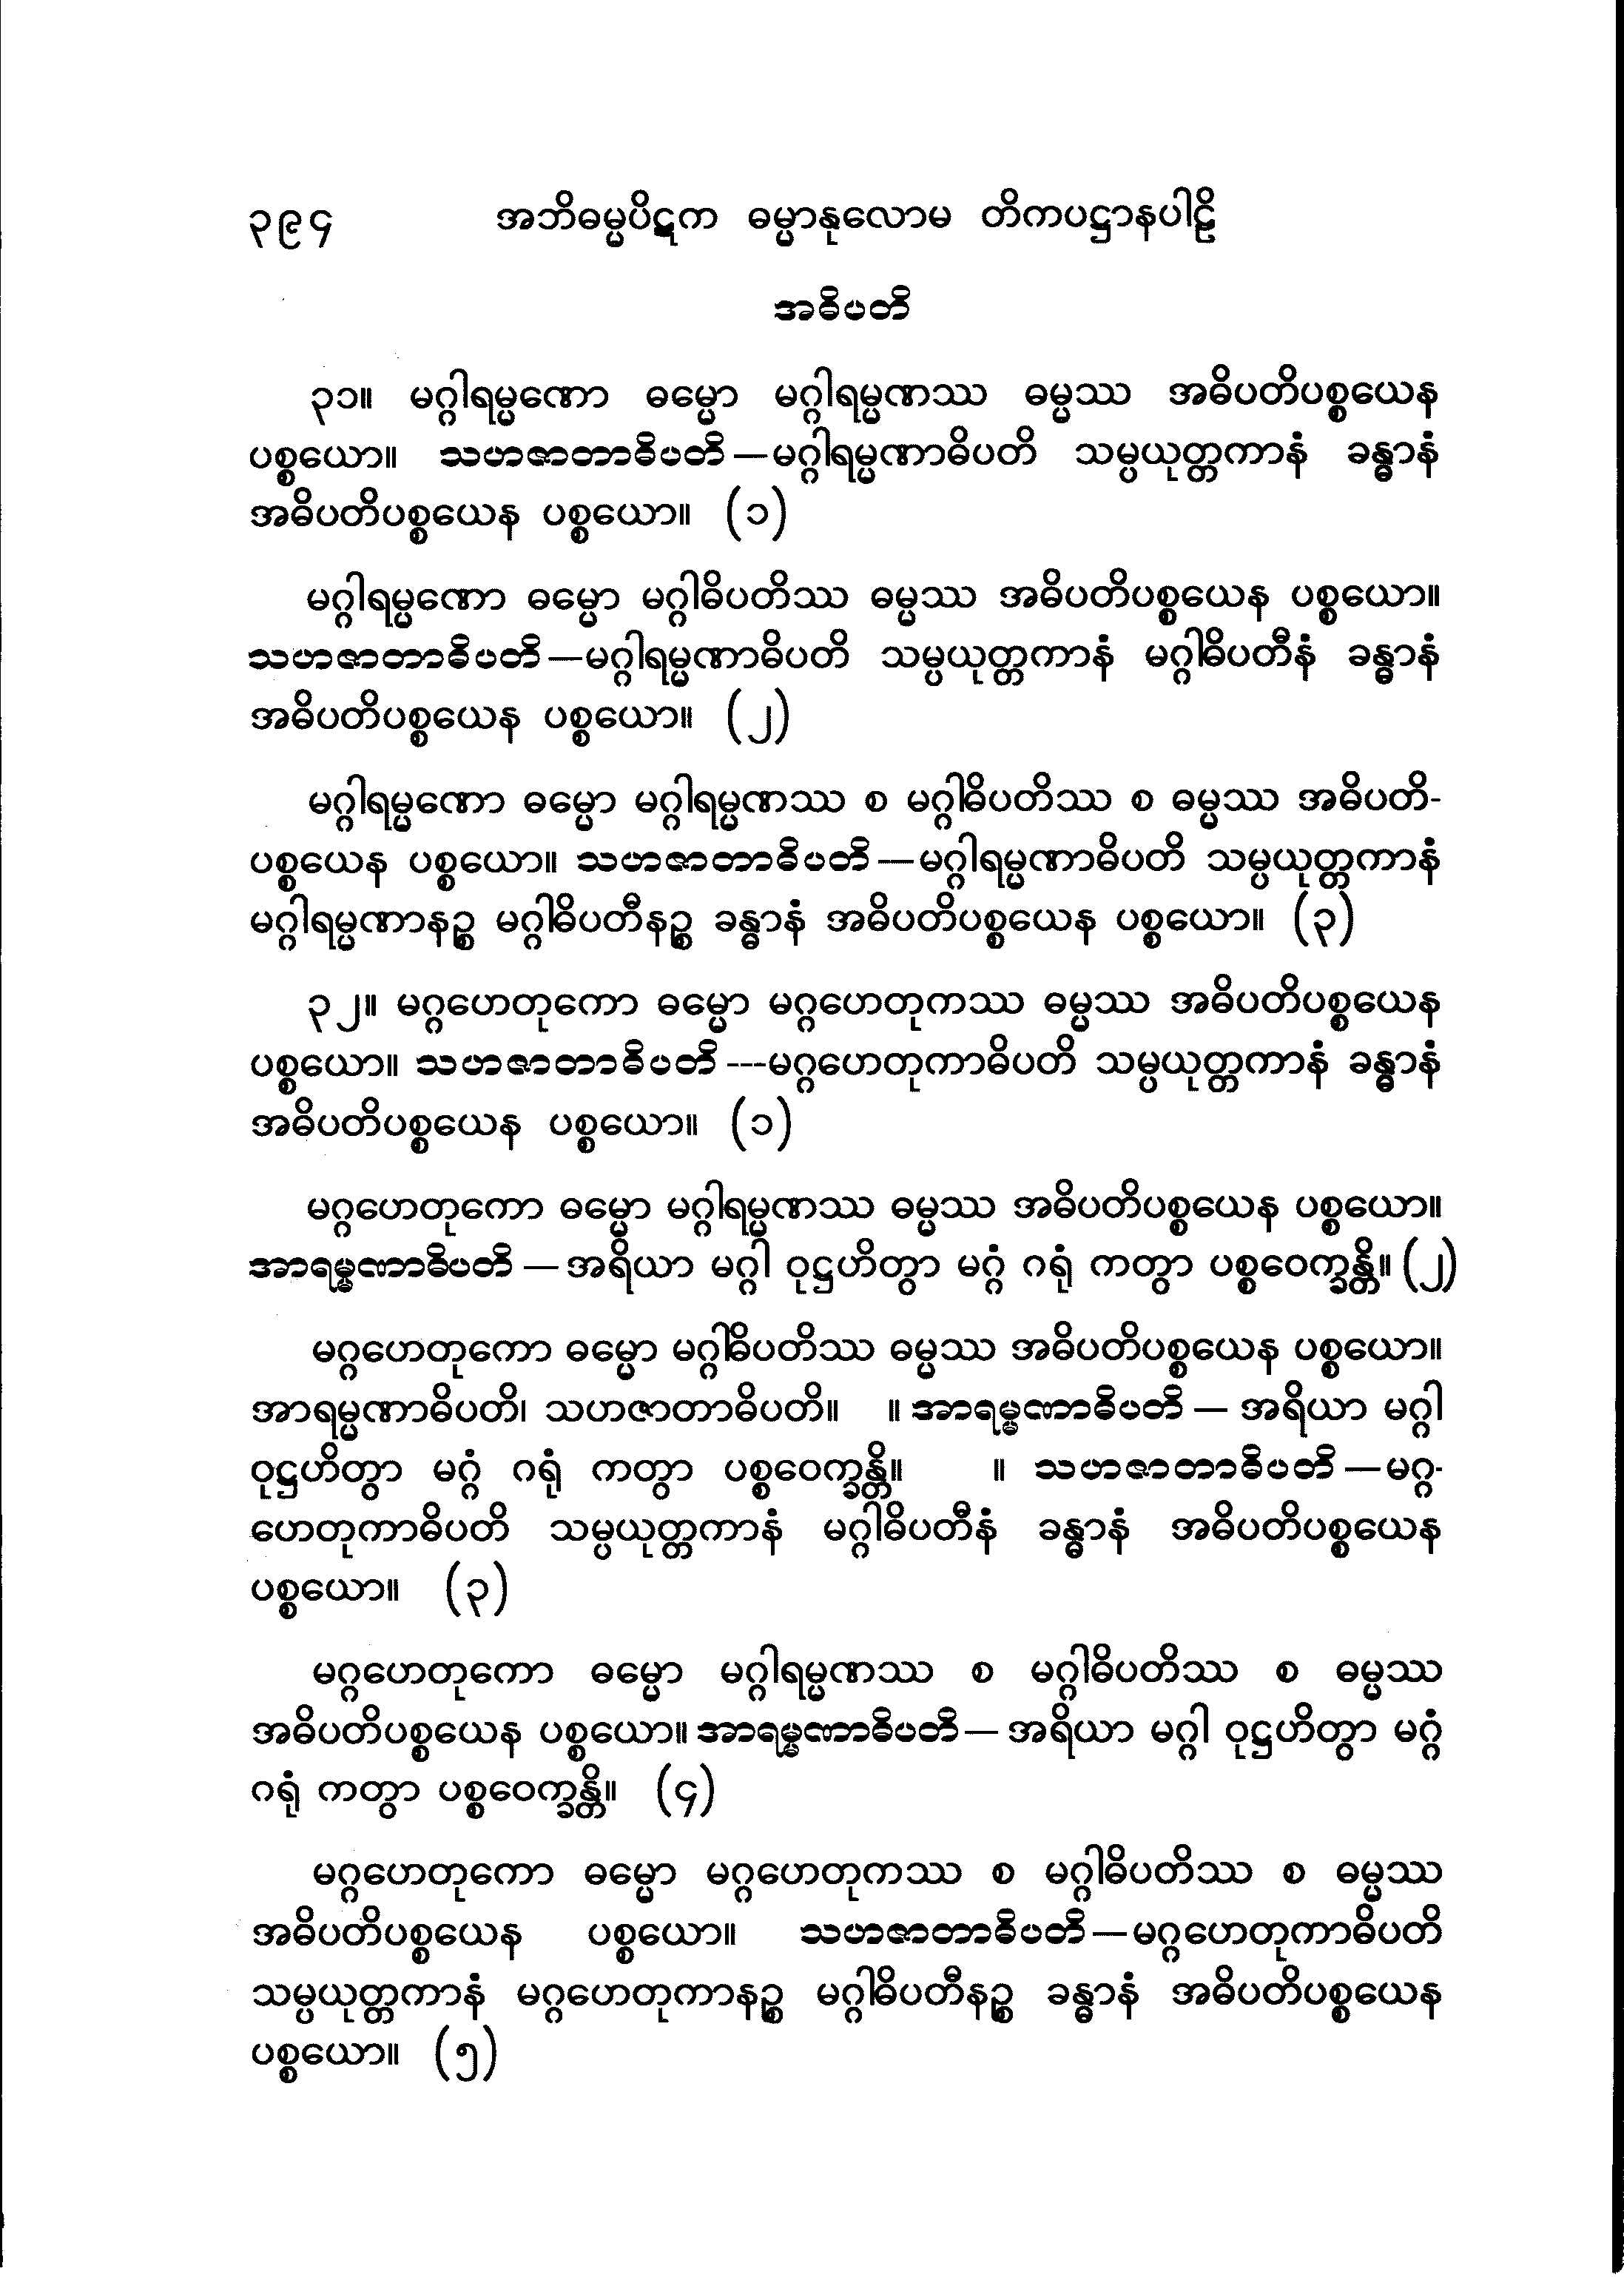 ၃၉၄ အဘိဓမ္မပိဋက ဓမ္မာနုလောမ တိကပဋ္ဌာနပါဠိ
အဓိပတိ
၃၁။ မဂ္ဂါရမ္မဏော ဓမ္မော မဂ္ဂါရမ္မဏဿ ဓမ္မဿ အဓိပတိပစ္စယေန
ပစ္စယော။ သဟဇာတာဓိပတိ—မဂ္ဂါရမ္မဏာဓိပတိ သမ္ပယုတ္တကာနံ ခန္ဓာနံ
အဓိပတိပစ္စယေန ပစ္စယော။ (၁)
မဂ္ဂါရမ္မဏော ဓမ္မော မဂ္ဂါဓိပတိဿ ဓမ္မဿ အဓိပတိပစ္စယေန ပစ္စယော။
သဟဇာတာဓိပတိ—မဂ္ဂါရမ္မဏာဓိပတိ သမ္ပယုတ္တကာနံ မဂ္ဂါဓိပတီနံ ခန္ဓာနံ
အဓိပတိပစ္စယေန ပစ္စယော။ (၂)
မဂ္ဂါရမ္မဏော ဓမ္မော မဂ္ဂါရမ္မဏဿ စ မဂ္ဂါဓိပတိဿ စ ဓမ္မဿ အဓိပတိ-
ပစ္စယေန ပစ္စယော။ သဟဇာတာဓိပတိ—မဂ္ဂါရမ္မဏာဓိပတိ သမ္ပယုတ္တကာနံ
မဂ္ဂါရမ္မဏာနဉ္စ မဂ္ဂါဓိပတီနဉ္စ ခန္ဓာနံ အဓိပတိပစ္စယေန ပစ္စယော။ (၃)
၃၂။ မဂ္ဂဟေတုကော ဓမ္မော မဂ္ဂဟေတုကဿ ဓမ္မဿ အဓိပတိပစ္စယေန
ပစ္စယော။ သဟဇာတာဓိပတိ---မဂ္ဂဟေတုကာဓိပတိ သမ္ပယုတ္တကာနံ ခန္ဓာနံ
အဓိပတိပစ္စယေန ပစ္စယော။ (၁)
မဂ္ဂဟေတုကော ဓမ္မော မဂ္ဂါရမ္မဏဿ ဓမ္မဿ အဓိပတိပစ္စယေန ပစ္စယော။
အာရမ္မဏာဓိပတိ — အရိယာ မဂ္ဂါ ဝုဋ္ဌဟိတွာ မဂ္ဂံ ဂရုံ ကတွာ ပစ္စဝေက္ခန္တိ။ (၂)
မဂ္ဂဟေတုကော ဓမ္မော မဂ္ဂါဓိပတိဿ ဓမ္မဿ အဓိပတိပစ္စယေန ပစ္စယော။
အာရမ္မဏာဓိပတိ၊ သဟဇာတာဓိပတိ။ ။ အာရမ္မဏာဓိပတိ — အရိယာ မဂ္ဂါ
ဝုဋ္ဌဟိတွာ မဂ္ဂံ ဂရုံ ကတွာ ပစ္စဝေက္ခန္တိ။ ။ သဟဇာတာဓိပတိ—မဂ္ဂ-
ဟေတုကာဓိပတိ သမ္ပယုတ္တကာနံ မဂ္ဂါဓိပတီနံ ခန္ဓာနံ အဓိပတိပစ္စယေန
ပစ္စယော။ (၃)
မဂ္ဂဟေတုကော ဓမ္မော မဂ္ဂါရမ္မဏဿ စ မဂ္ဂါဓိပတိဿ စ ဓမ္မဿ
အဓိပတိပစ္စယေန ပစ္စယော။ အာရမ္မဏာဓိပတိ— အရိယာ မဂ္ဂါ ဝုဋ္ဌဟိတွာ မဂ္ဂံ
ဂရုံ ကတွာ ပစ္စဝေက္ခန္တိ။ (၄)
မဂ္ဂဟေတုကော ဓမ္မော မဂ္ဂဟေတုကဿ စ မဂ္ဂါဓိပတိဿ စ ဓမ္မဿ
အဓိပတိပစ္စယေန ပစ္စယော။ သဟဇာတာဓိပတိ—မဂ္ဂဟေတုကာဓိပတိ
သမ္ပယုတ္တကာနံ မဂ္ဂဟေတုကာနဉ္စ မဂ္ဂါဓိပတီနဉ္စ ခန္ဓာနံ အဓိပတိပစ္စယေန
ပစ္စယော။ (၅)